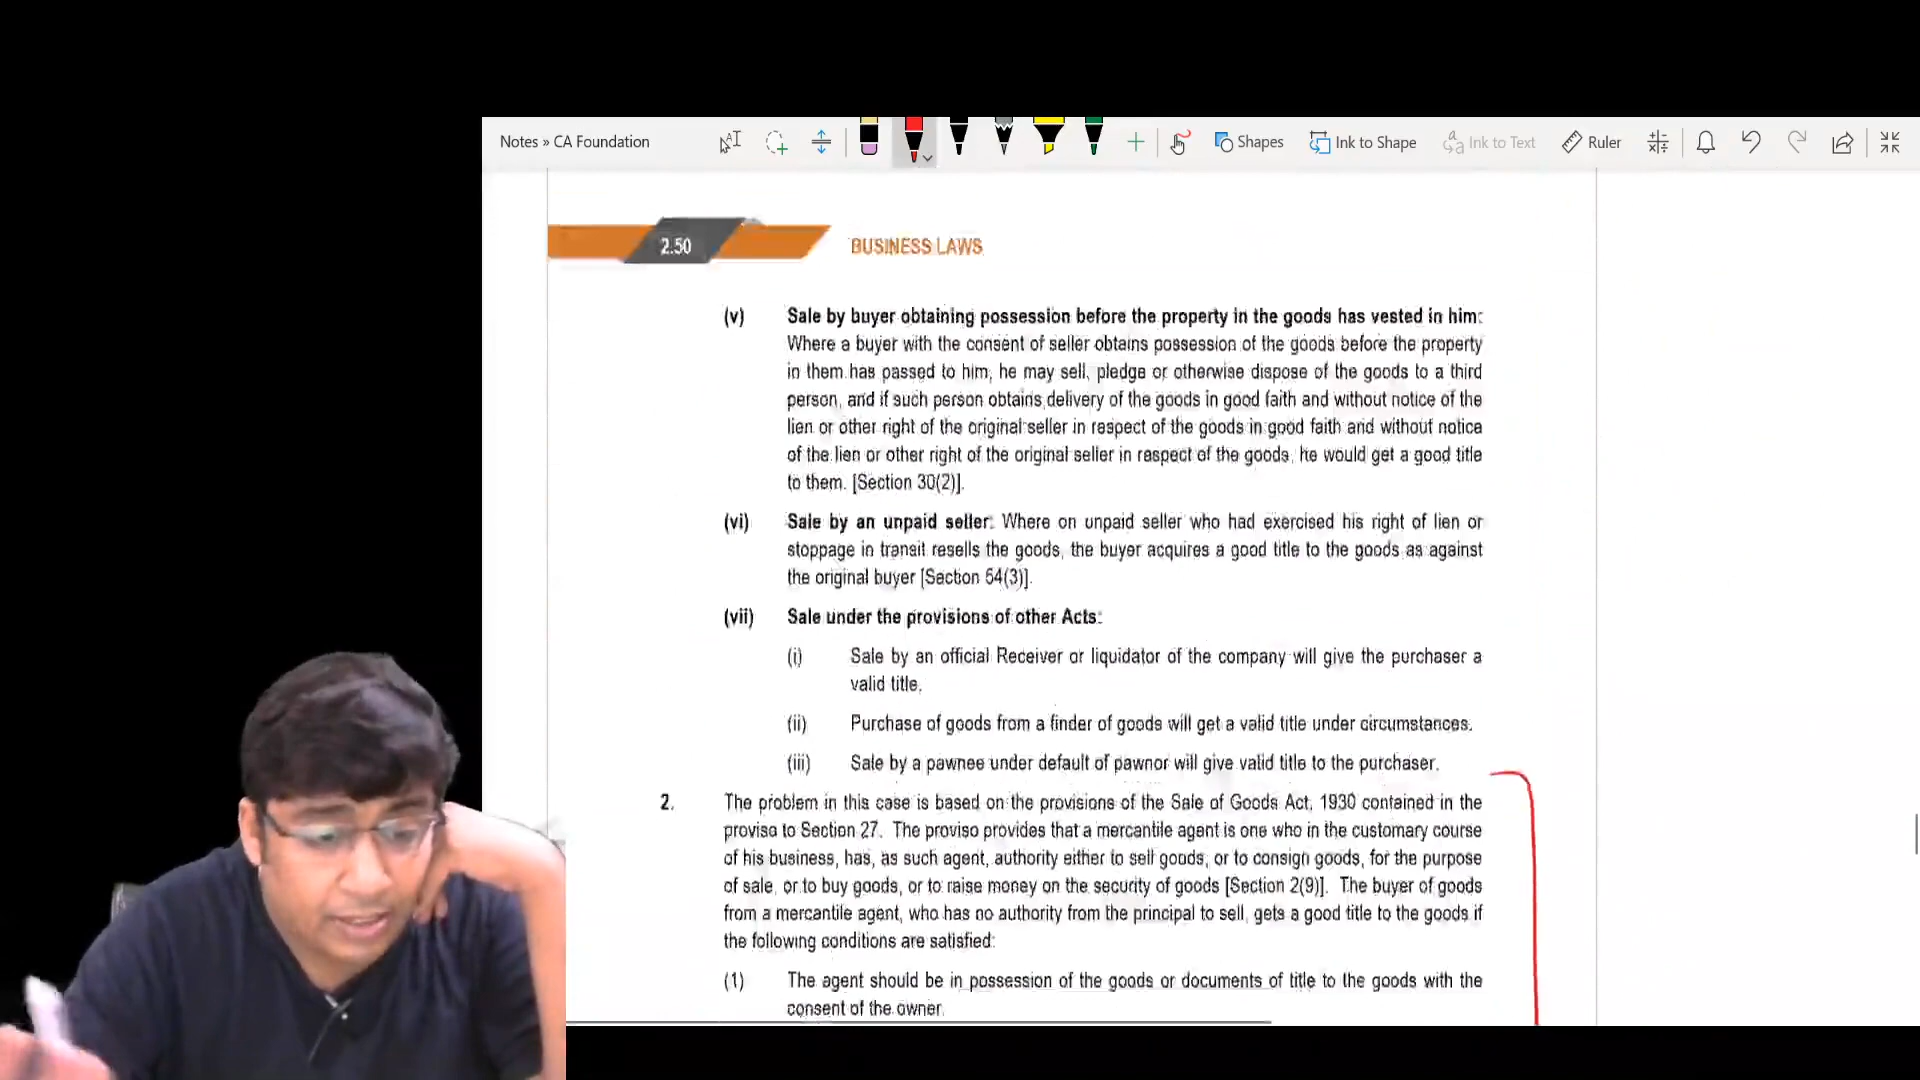 Notes » CA Foundation
Shapes
Ink to Shape
Ink to Text
Ruler
2.50
BUSINESS LAWS
(v) Sale by buyer obtaining possession before the property in the goods has vested in him:
Where a buyer with the consent of seller obtains possession of the goods before the property
in them has passed to him, he may sell, pledge or otherwise dispose of the goods to a third
person, and if such person obtains delivery of the goods in good faith and without notice of the
lien or other right of the original seller in respect of the goods in good faith and without notice
of the lien or other right of the original seller in respect of the goods, he would get a good title
to them. [Section 30(2)].
(vi) Sale by an unpaid seller: Where on unpaid seller who had exercised his right of lien or
stoppage in transit resells the goods, the buyer acquires a good title to the goods as against
the original buyer [Section 54(3)].
(vii) Sale under the provisions of other Acts:
(i) Sale by an official Receiver or liquidator of the company will give the purchaser a
valid title.
(ii) Purchase of goods from a finder of goods will get a valid title under circumstances.
(iii) Sale by a pawnee under default of pawnor will give valid title to the purchaser.
2. The problem in this case is based on the provisions of the Sale of Goods Act, 1930 contained in the
proviso to Section 27. The proviso provides that a mercantile agent is one who in the customary course
of his business, has, as such agent, authority either to sell goods, or to consign goods, for the purpose
of sale, or to buy goods, or to raise money on the security of goods [Section 2(9)]. The buyer of goods
from a mercantile agent, who has no authority from the principal to sell, gets a good title to the goods if
the following conditions are satisfied:
(1) The agent should be in possession of the goods or documents of title to the goods with the
consent of the owner.